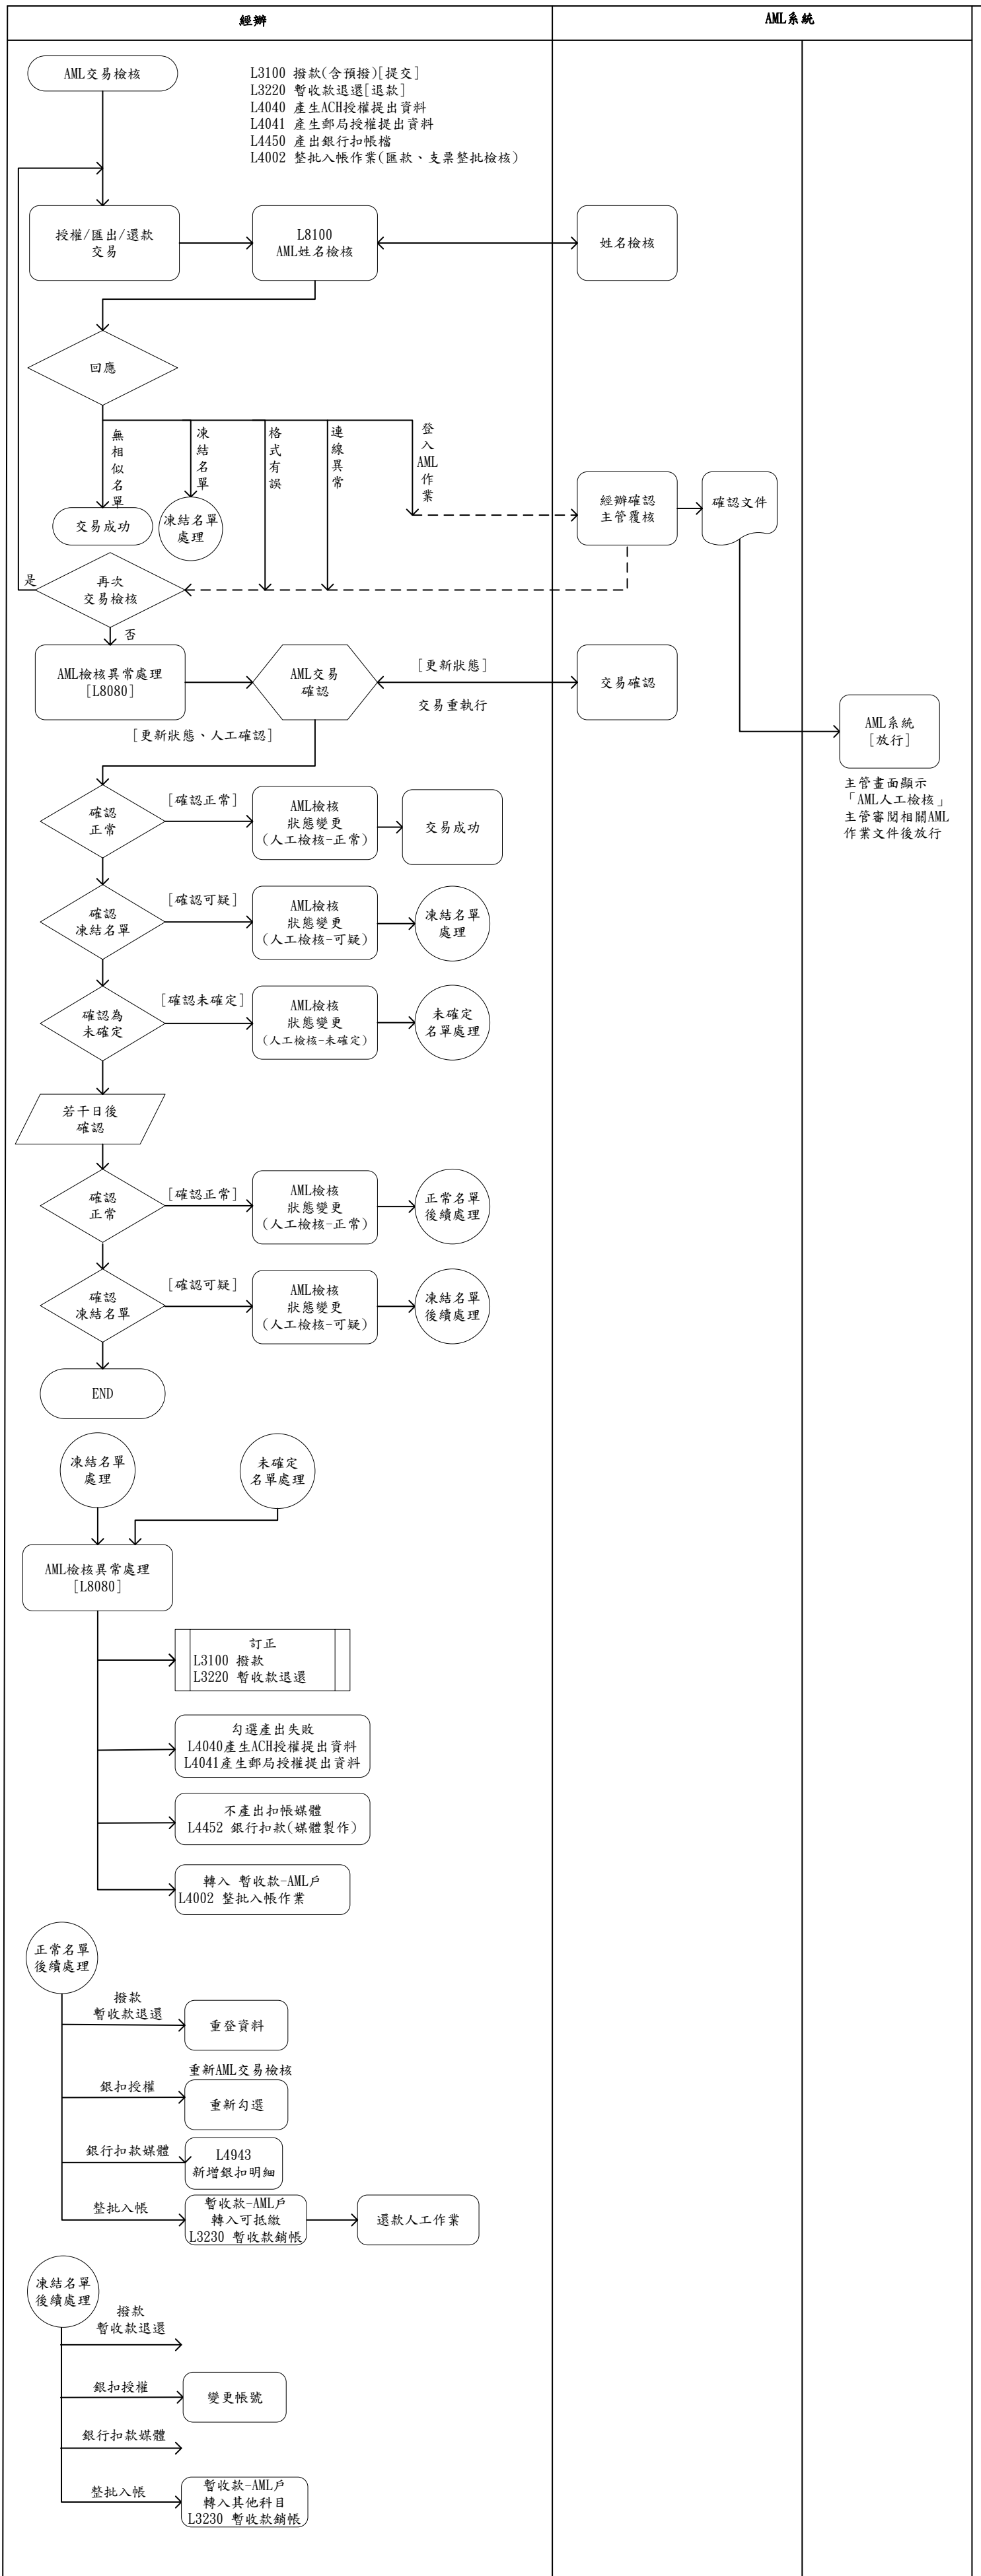 經辦
AML系統
AML交易檢核
L3100 撥款(含預撥)[提交]
L3220 暫收款退還[退款]
L4040 產生ACH授權提出資料
L4041 產生郵局授權提出資料
L4450 產出銀行扣帳檔
L4002 整批入帳作業(匯款、支票整批檢核)
授權/匯出/還款
交易
L8100
AML姓名檢核
姓名檢核
回應
無
相
似
名
單
凍
結
名
單
格
式
有
誤
連
線
異
常
登
入
AML
作
業
交易成功
凍結名單
處理
經辦確認
主管覆核
確認文件
是
再次
交易檢核
否
AML檢核異常處理
[L8080]
AML交易
確認
[更新狀態]
交易重執行
交易確認
[更新狀態、人工確認]
AML系統
[放行]
主管畫面顯示
「AML人工檢核」
主管審閱相關AML
作業文件後放行
確認
正常
[確認正常]
AML檢核
狀態變更
(人工檢核-正常)
交易成功
確認
凍結名單
[確認可疑]
AML檢核
狀態變更
(人工檢核-可疑)
凍結名單
處理
確認為
未確定
[確認未確定]
AML檢核
狀態變更
(人工檢核-未確定)
未確定
名單處理
若干日後
確認
確認
正常
[確認正常]
AML檢核
狀態變更
(人工檢核-正常)
正常名單
後續處理
確認
凍結名單
[確認可疑]
AML檢核
狀態變更
(人工檢核-可疑)
凍結名單
後續處理
END
凍結名單
處理
未確定
名單處理
AML檢核異常處理
[L8080]
訂正
L3100 撥款
L3220 暫收款退還
勾選產出失敗
L4040產生ACH授權提出資料
L4041產生郵局授權提出資料
不產出扣帳媒體
L4452 銀行扣款(媒體製作)
轉入 暫收款-AML戶
L4002 整批入帳作業
正常名單
後續處理
撥款
暫收款退還
重登資料
重新AML交易檢核
銀扣授權
重新勾選
銀行扣款媒體
L4943
新增銀扣明細
整批入帳
暫收款-AML戶
轉入可抵繳
L3230 暫收款銷帳
還款人工作業
凍結名單
後續處理
撥款
暫收款退還
銀扣授權
變更帳號
銀行扣款媒體
整批入帳
暫收款-AML戶
轉入其他科目
L3230 暫收款銷帳